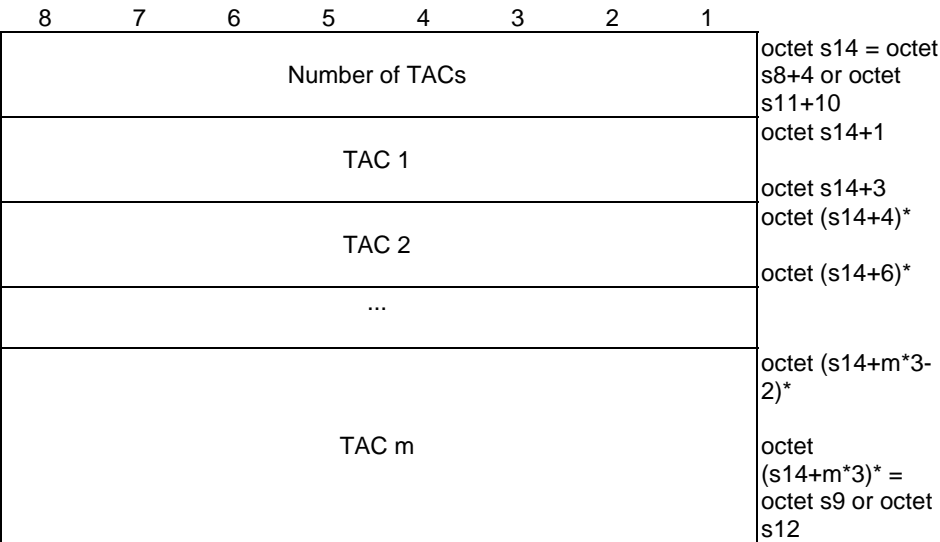 8 7 6 5 4 3 2 1
Number of TACs
octet s14 = octet
s8+4 or octet
s11+10
TAC 1
octet s14+1
octet s14+3
TAC 2
octet (s14+4)*
octet (s14+6)*
...
TAC m
octet (s14+m*3-
2)*
octet
(s14+m*3)* =
octet s9 or octet
s12